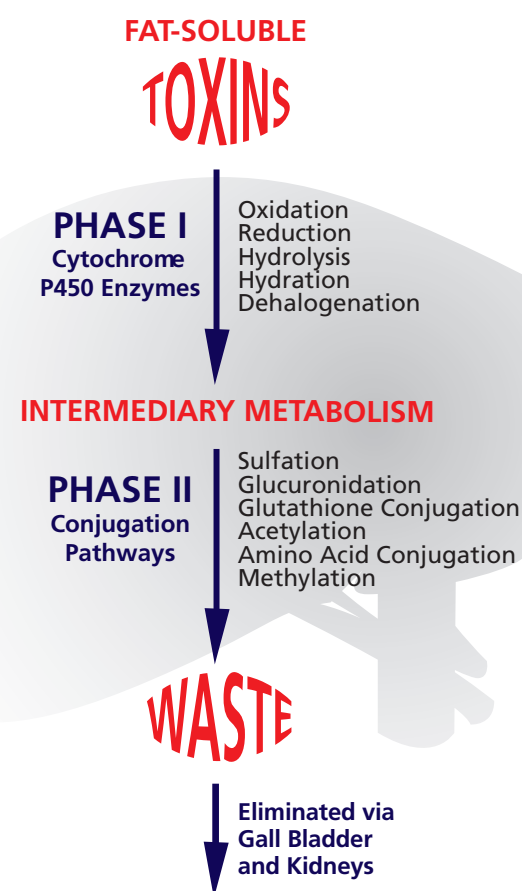 FAT-SOLUBLE
TOXINS
PHASE I
Cytochrome
P450 Enzymes
Oxidation
Reduction
Hydrolysis
Hydration
Dehalogenation
INTERMEDIARY METABOLISM
PHASE II
Conjugation
Pathways
Sulfation
Glucuronidation
Glutathione Conjugation
Acetylation
Amino Acid Conjugation
Methylation
WASTE
Eliminated via
Gall Bladder
and Kidneys